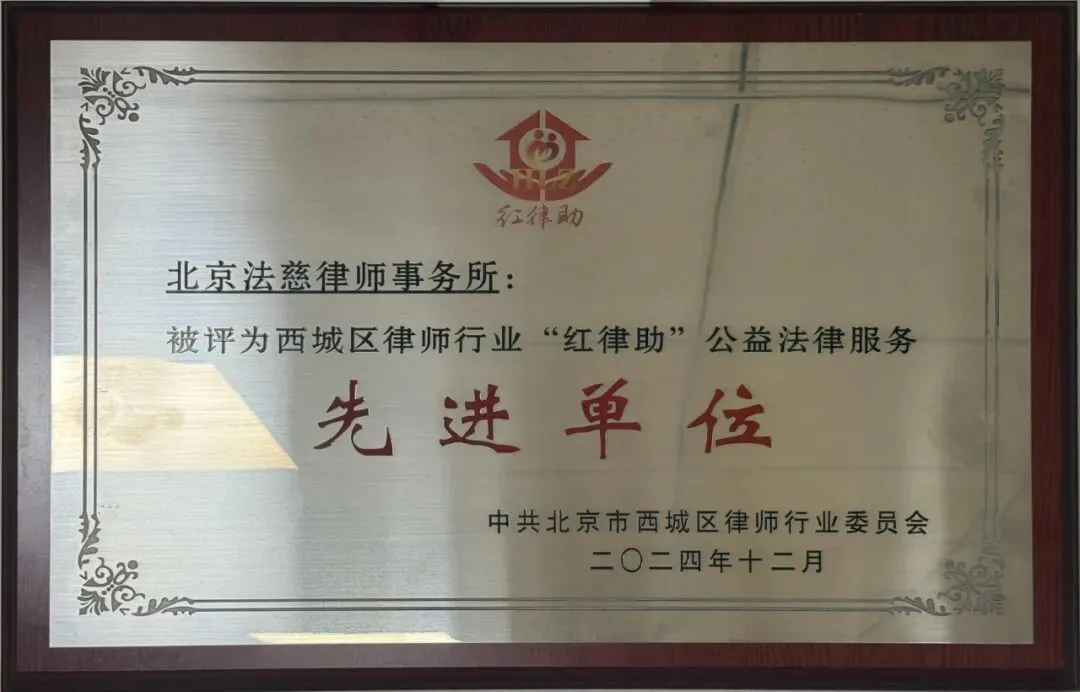 HLZ
红律助
北京法慈律师事务所：
被评为西城区律师行业“红律助”公益法律服务
先进单位
中共北京市西城区律师行业委员会
二〇二四年十二月